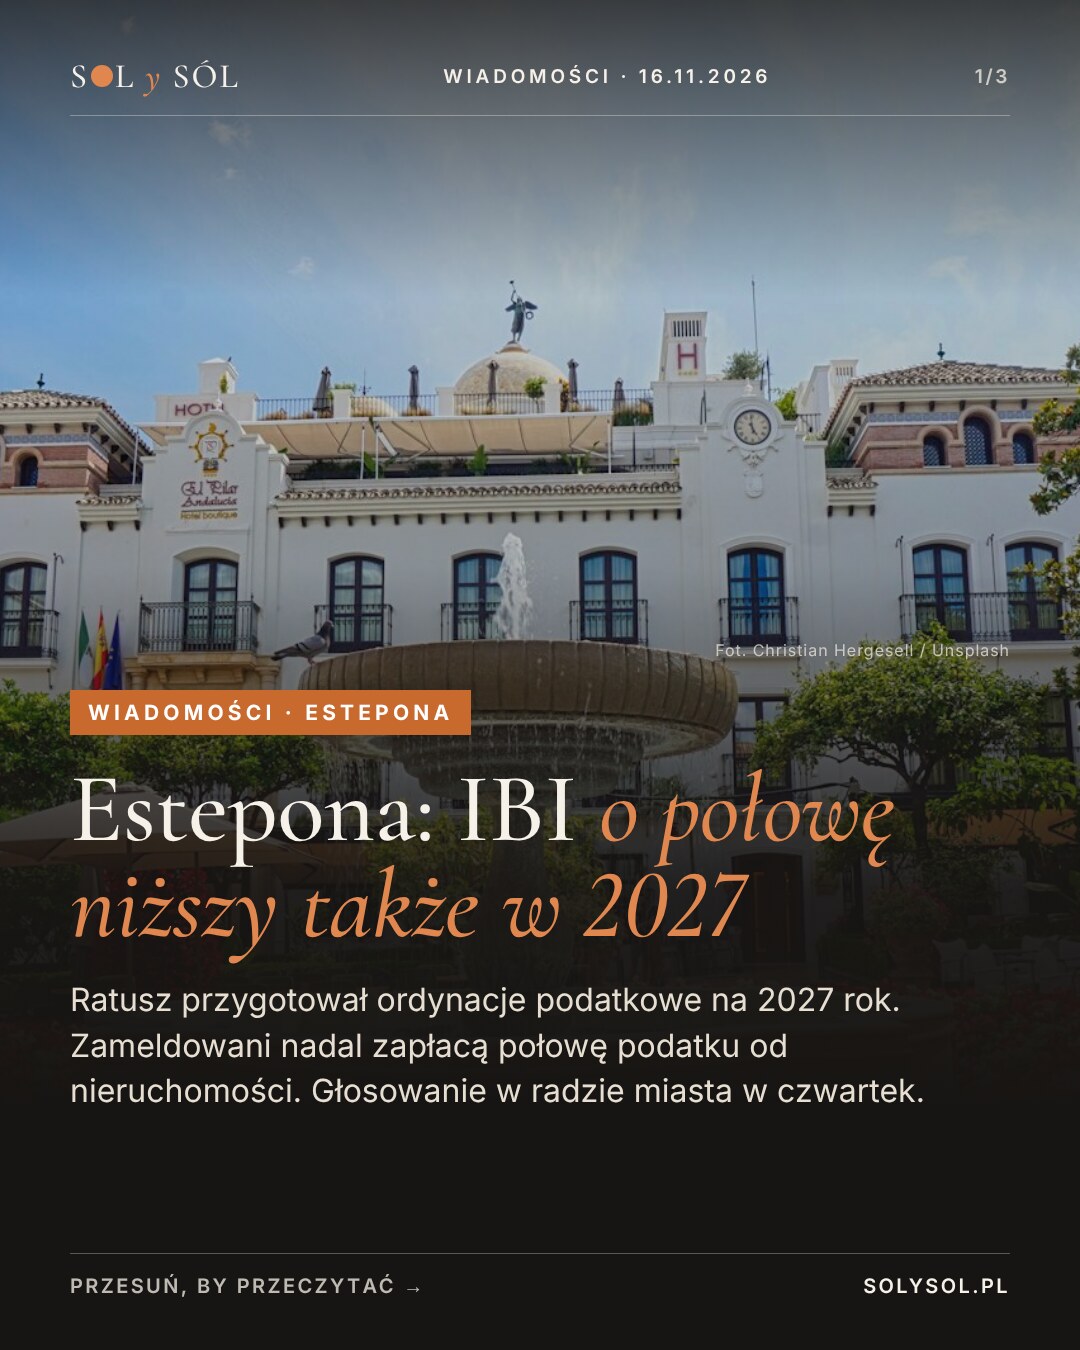 SOL y SÓL
WIADOMOŚCI · 16.11.2026
1/3
HOTEL
H
El Pilar
Andalucía
Hotel boutique
Fot. Christian Hergesell / Unsplash
WIADOMOŚCI · ESTEPONA
Estepona: IBI o połowę
niższy także w 2027
Ratusz przygotował ordynacje podatkowe na 2027 rok.
Zameldowani nadal zapłacą połowę podatku od
nieruchomości. Głosowanie w radzie miasta w czwartek.
PRZESUŃ, BY PRZECZYTAĆ →
SOLYSOL.PL